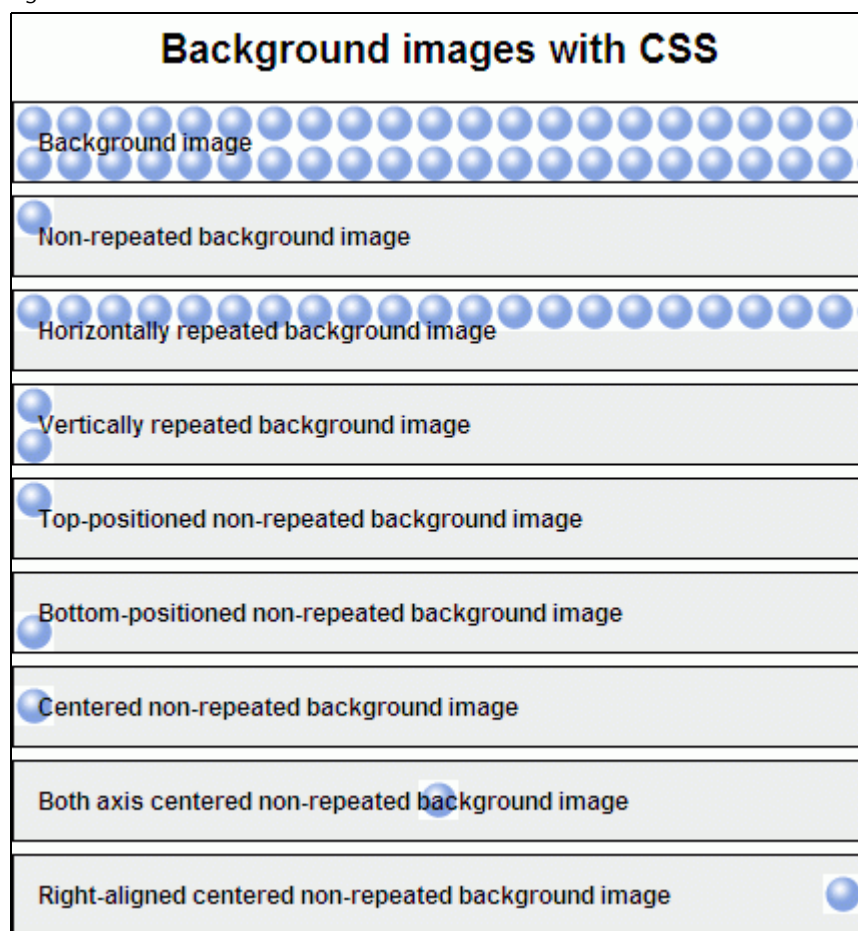 Background images with CSS
Background image
Non-repeated background image
Horizontally repeated background image
Vertically repeated background image
Top-positioned non-repeated background image
Bottom-positioned non-repeated background image
Centered non-repeated background image
Both axis centered non-repeated background image
Right-aligned centered non-repeated background image